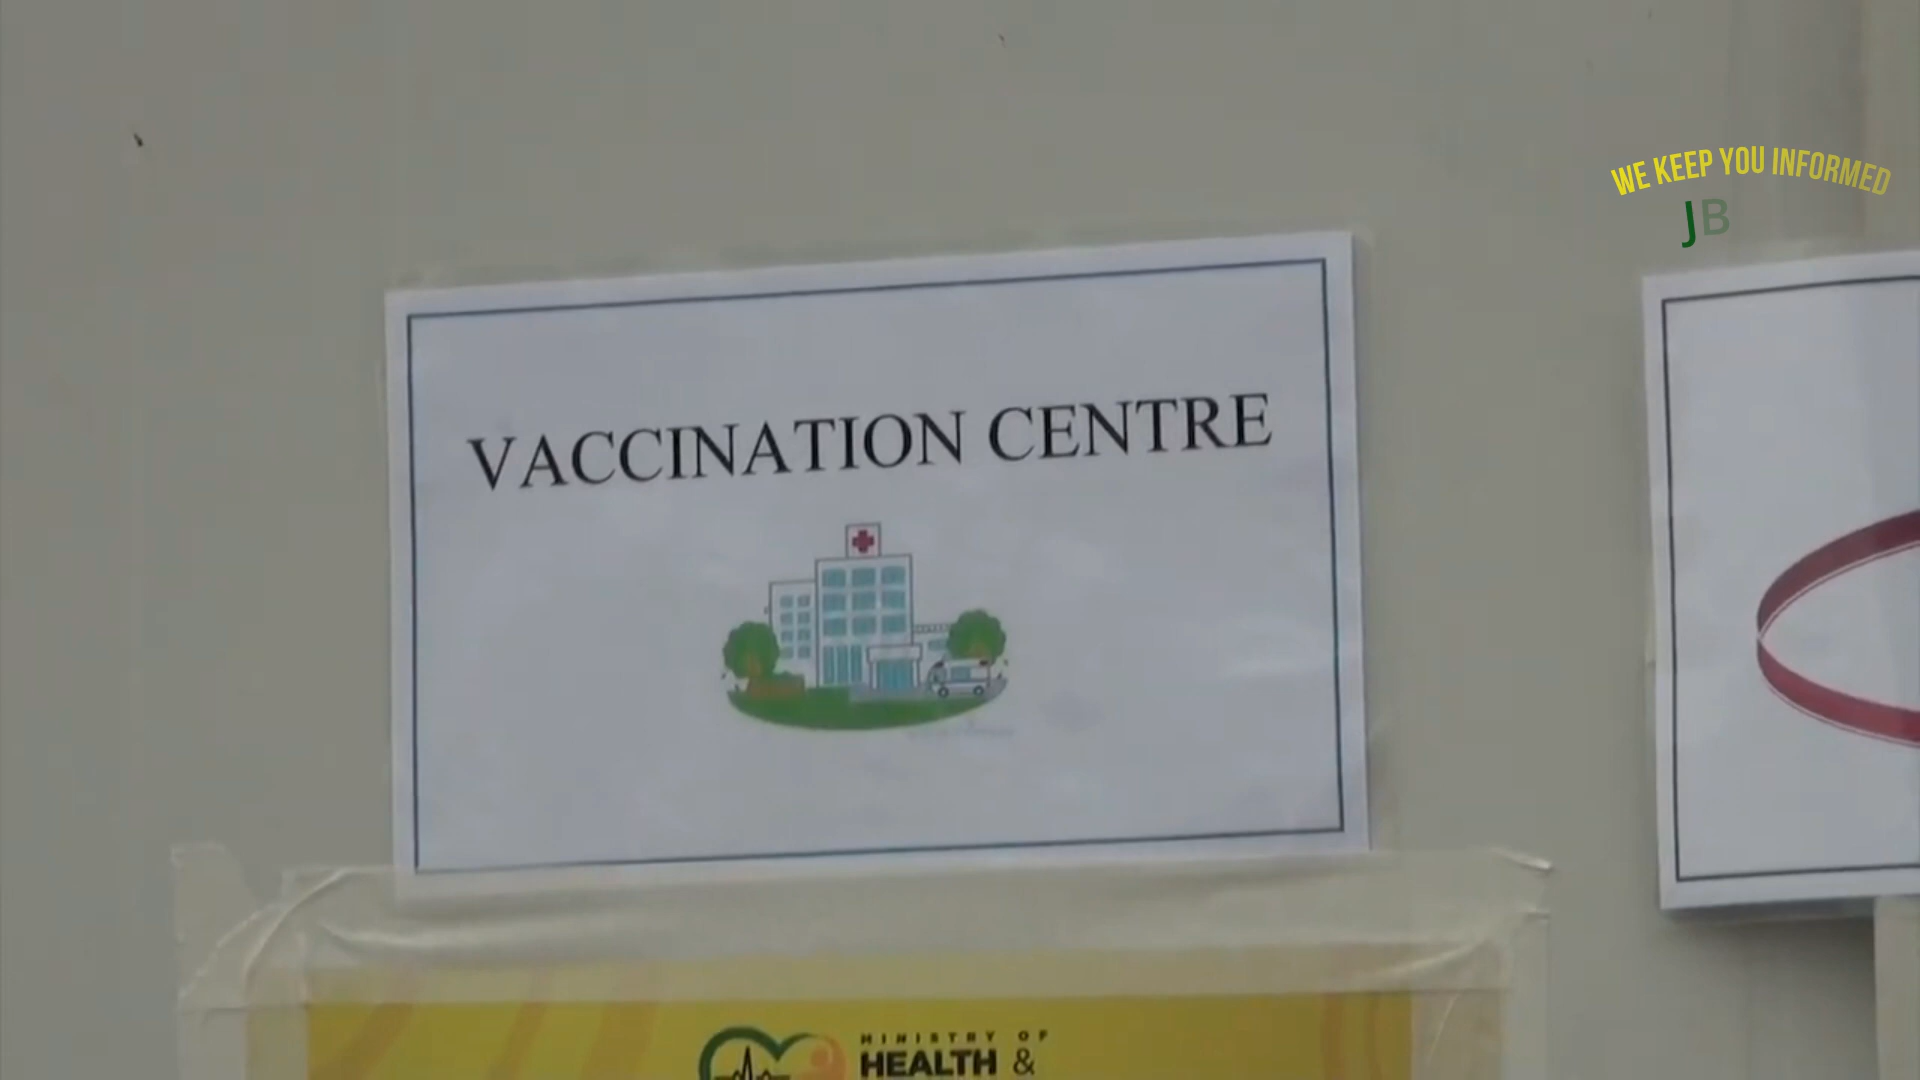 WE KEEP YOU INFORMED
JB
VACCINATION CENTRE
MINISTRY OF
HEALTH &